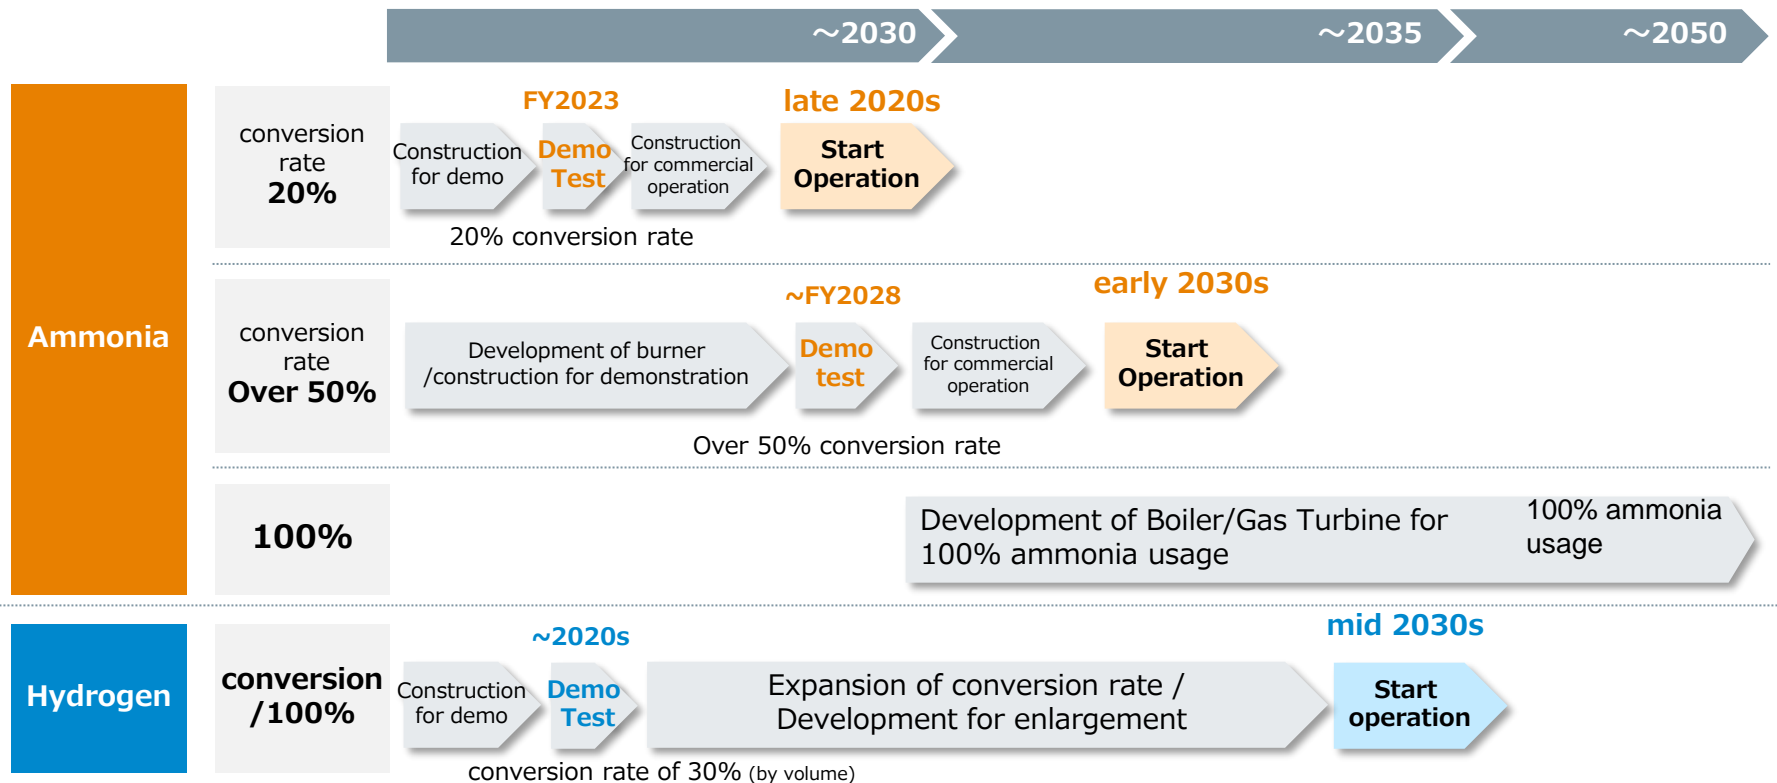 ~2030
~2035
~2050
Ammonia
conversion
rate
20%
FY2023
late 2020s
Construction
for demo
Demo
Test
Construction
for commercial
operation
Start
Operation
20% conversion rate
conversion
rate
Over 50%
~FY2028
early 2030s
Development of burner
/construction for demonstration
Demo
test
Construction
for commercial
operation
Start
Operation
Over 50% conversion rate
100%
Development of Boiler/Gas Turbine for
100% ammonia usage
100% ammonia
usage
Hydrogen
conversion
/100%
~2020s
mid 2030s
Construction
for demo
Demo
Test
Expansion of conversion rate /
Development for enlargement
Start
operation
conversion rate of 30% (by volume)